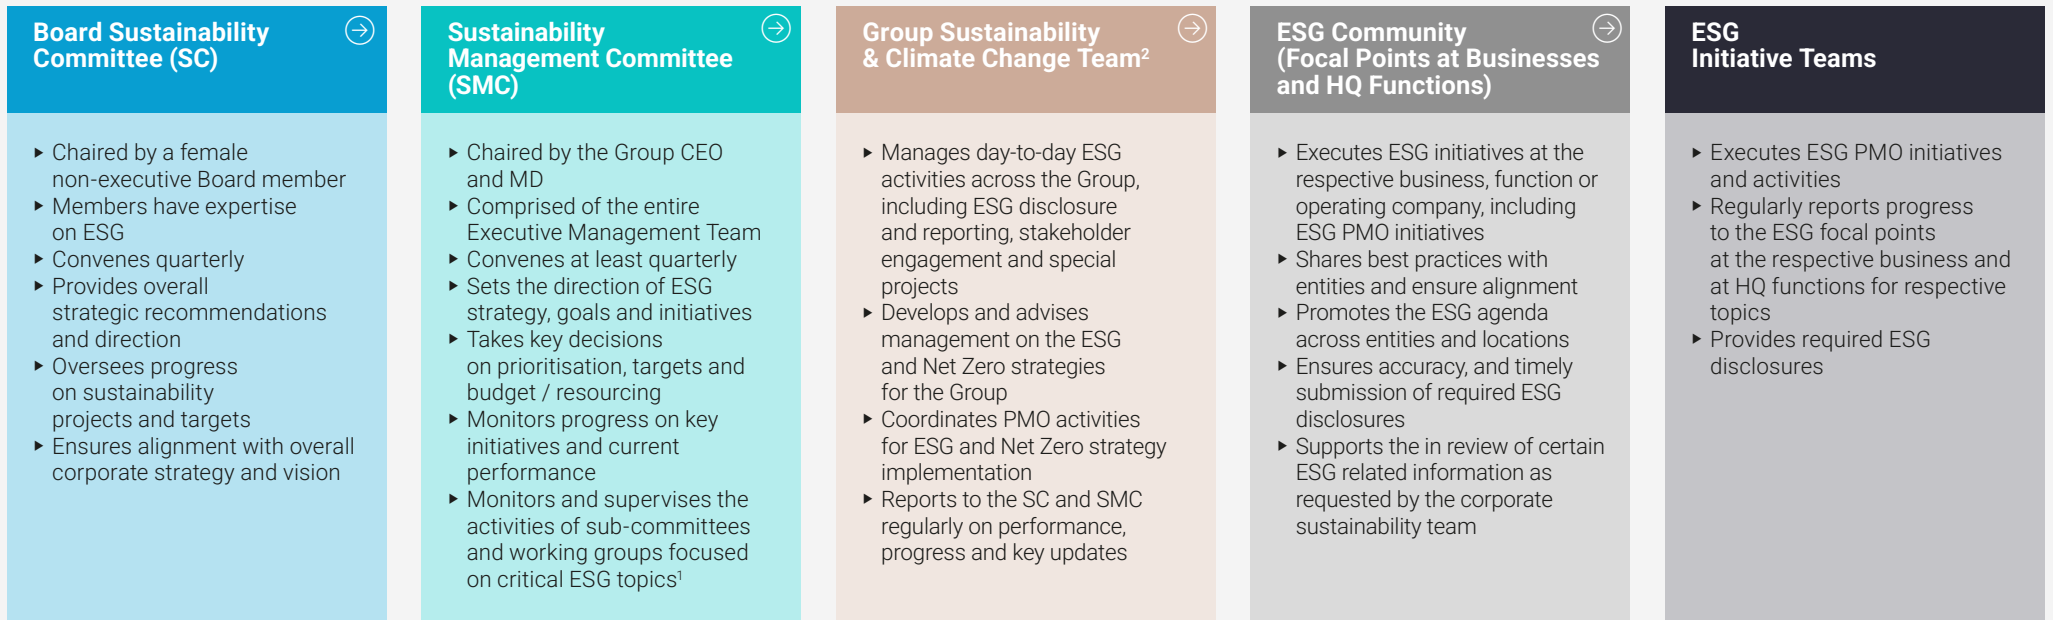 Board Sustainability
Committee (SC)
▸ Chaired by a female
non-executive Board member
▸ Members have expertise
on ESG
▸ Convenes quarterly
▸ Provides overall
strategic recommendations
and direction
▸ Oversees progress
on sustainability
projects and targets
▸ Ensures alignment with overall
corporate strategy and vision
Sustainability
Management Committee
(SMC)
▸ Chaired by the Group CEO
and MD
▸ Comprised of the entire
Executive Management Team
▸ Convenes at least quarterly
▸ Sets the direction of ESG
strategy, goals and initiatives
▸ Takes key decisions
on prioritisation, targets and
budget / resourcing
▸ Monitors progress on key
initiatives and current
performance
▸ Monitors and supervises the
activities of sub-committees
and working groups focused
on critical ESG topics¹
Group Sustainability
& Climate Change Team²
▸ Manages day-to-day ESG
activities across the Group,
including ESG disclosure
and reporting, stakeholder
engagement and special
projects
▸ Develops and advises
management on the ESG
and Net Zero strategies
for the Group
▸ Coordinates PMO activities
for ESG and Net Zero strategy
implementation
▸ Reports to the SC and SMC
regularly on performance,
progress and key updates
ESG Community
(Focal Points at Businesses
and HQ Functions)
▸ Executes ESG initiatives at the
respective business, function or
operating company, including
ESG PMO initiatives
▸ Shares best practices with
entities and ensure alignment
▸ Promotes the ESG agenda
across entities and locations
▸ Ensures accuracy, and timely
submission of required ESG
disclosures
▸ Supports the in review of certain
ESG related information as
requested by the corporate
sustainability team
ESG
Initiative Teams
▸ Executes ESG PMO initiatives
and activities
▸ Regularly reports progress
to the ESG focal points
at the respective business and
at HQ functions for respective
topics
▸ Provides required ESG
disclosures